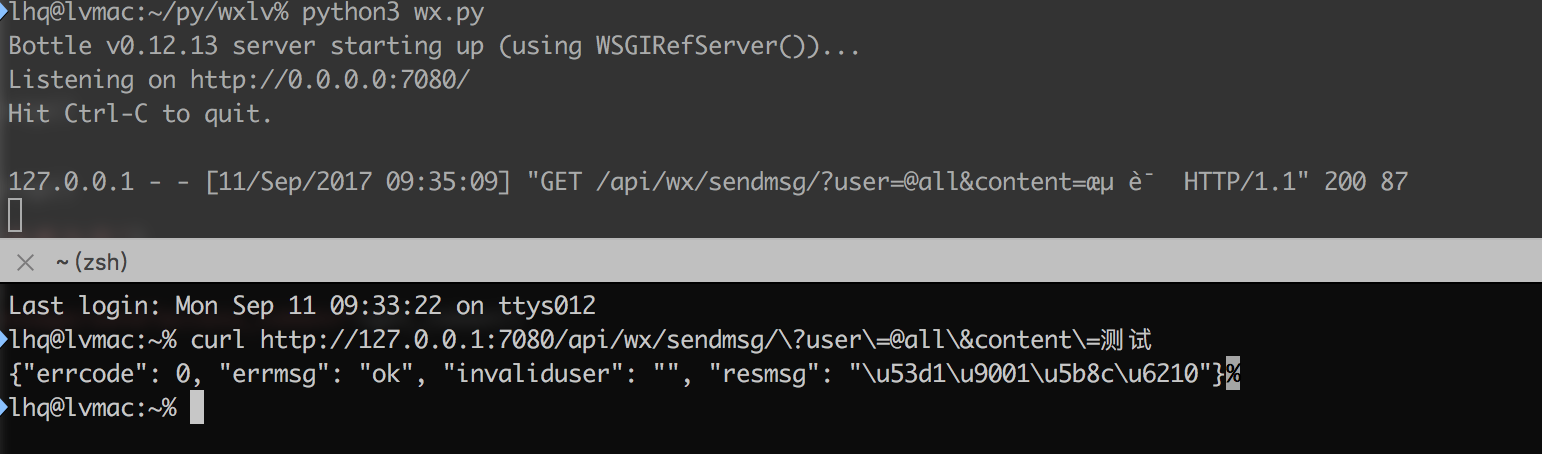 lhq@lvmac:~/py/wxlv% python3 wx.py
Bottle v0.12.13 server starting up (using WSGIRefServer())...
Listening on http://0.0.0.0:7080/
Hit Ctrl-C to quit.
127.0.0.1 - - [11/Sep/2017 09:35:09] "GET /api/wx/sendmsg/?user=@all&content=æµ è¯ HTTP/1.1" 200 87
~ (zsh)
Last login: Mon Sep 11 09:33:22 on ttys012
lhq@lvmac:~% curl http://127.0.0.1:7080/api/wx/sendmsg/\?user\=@all\&content\=测试
{"errcode": 0, "errmsg": "ok", "invaliduser": "", "resmsg": "\u53d1\u9001\u5b8c\u6210"}%
lhq@lvmac:~%